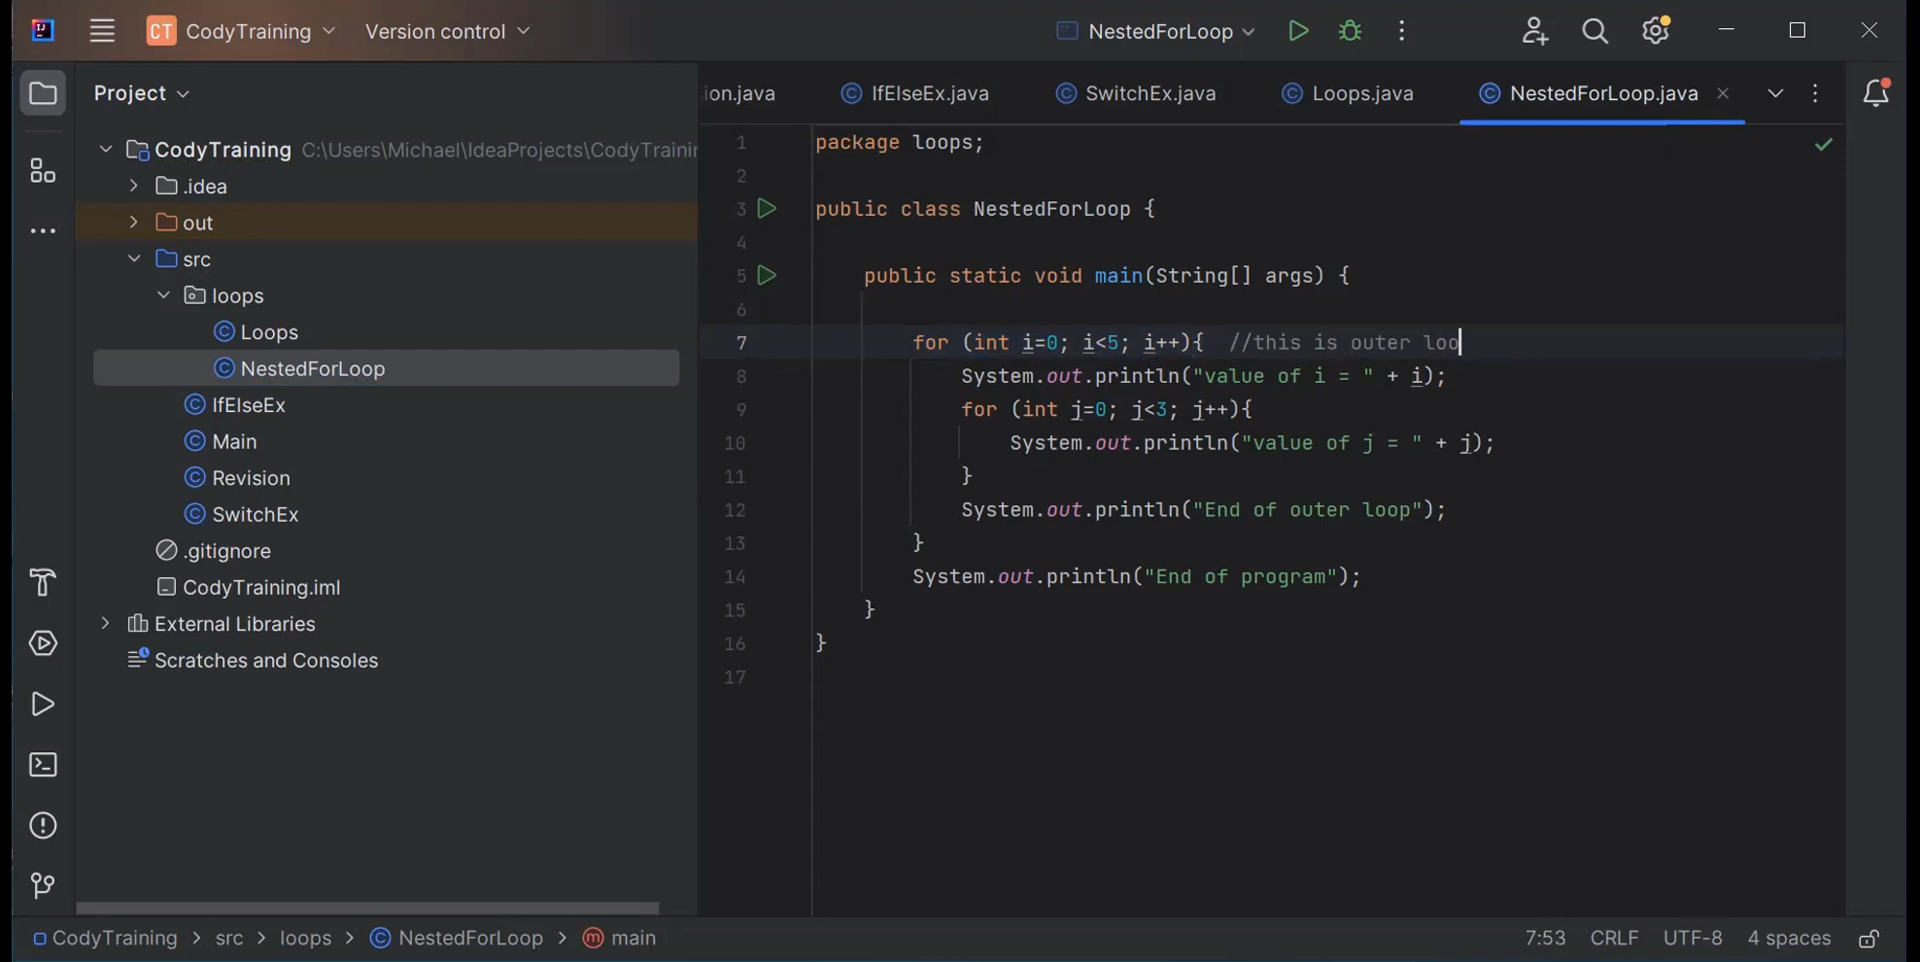 CT CodyTraining Version control NestedForLoop
Project
ion.java IfElseEx.java SwitchEx.java Loops.java NestedForLoop.java
CodyTraining C:\Users\Michael\IdeaProjects\CodyTrainin
.idea
out
src
loops
Loops
NestedForLoop
IfElseEx
Main
Revision
SwitchEx
.gitignore
CodyTraining.iml
External Libraries
Scratches and Consoles
1 package loops;
2
3 public class NestedForLoop {
4
5 public static void main(String[] args) {
6
7 for (int i=0; i<5; i++){ //this is outer loo
8 System.out.println("value of i = " + i);
9 for (int j=0; j<3; j++){
10 System.out.println("value of j = " + j);
11 }
12 System.out.println("End of outer loop");
13 }
14 System.out.println("End of program");
15 }
16 }
17
CodyTraining > src > loops > NestedForLoop > m main 7:53 CRLF UTF-8 4 spaces